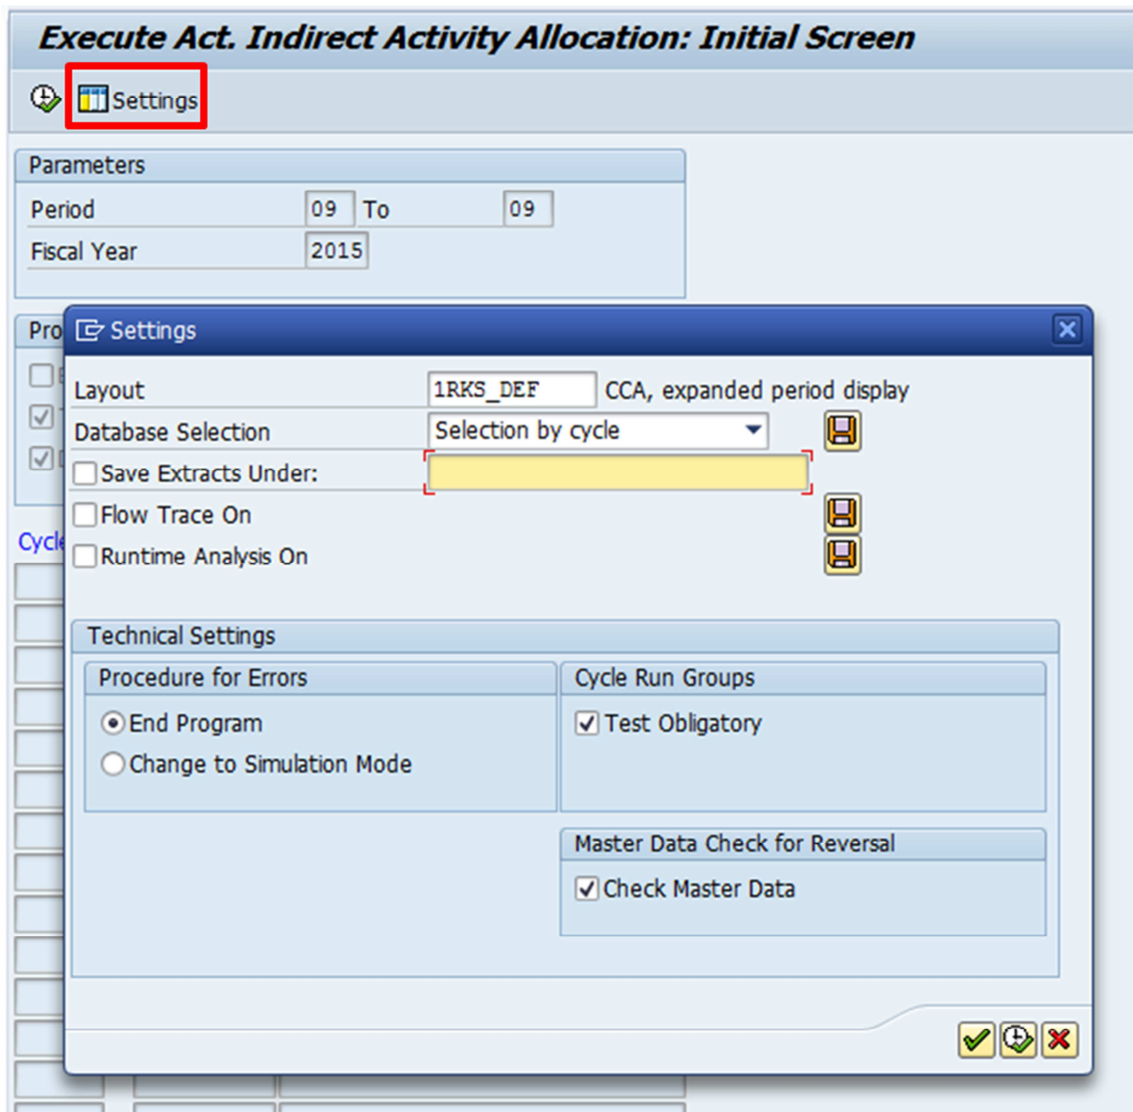 Execute Act. Indirect Activity Allocation: Initial Screen
Settings
Parameters
Period 09 To 09
Fiscal Year 2015
Settings
Layout 1RKS_DEF CCA, expanded period display
Database Selection Selection by cycle
Save Extracts Under:
Flow Trace On
Runtime Analysis On
Technical Settings
Procedure for Errors Cycle Run Groups
End Program Test Obligatory
Change to Simulation Mode
Master Data Check for Reversal
Check Master Data